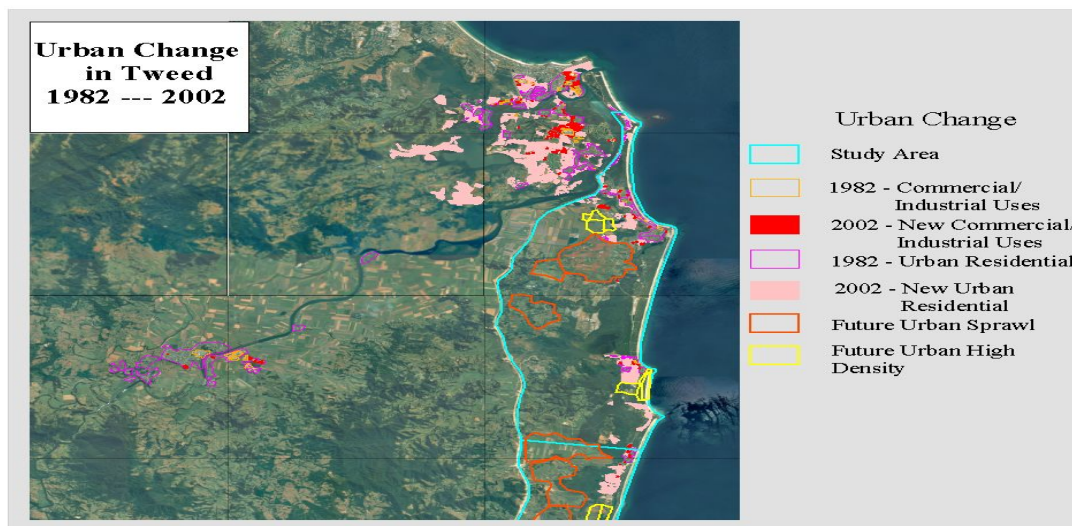 Urban Change
in Tweed
1982 --- 2002
Urban Change
Study Area
1982 - Commercial/
Industrial Uses
2002 - New Commercial/
Industrial Uses
1982 - Urban Residential
2002 - New Urban
Residential
Future Urban Sprawl
Future Urban High
Density